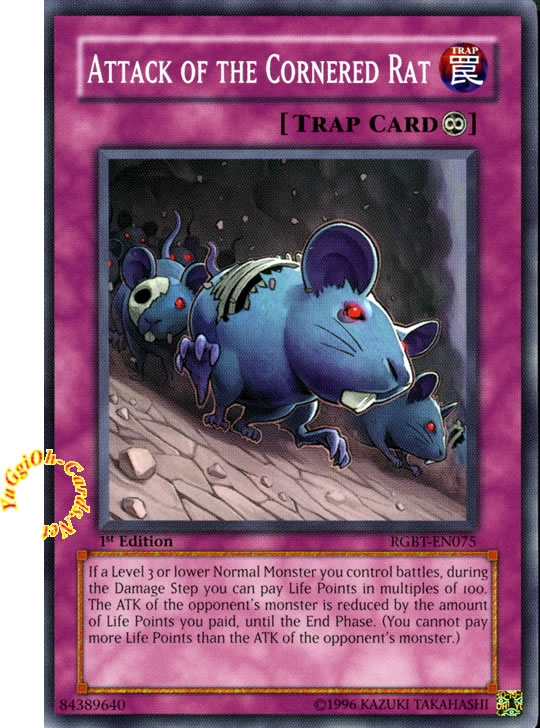 ATTACK OF THE CORNERED RAT
TRAP
罠
[TRAP CARD]
YuGgiOh-Cards.Net
1st Edition
RGBT-EN075
If a Level 3 or lower Normal Monster you control battles, during
the Damage Step you can pay Life Points in multiples of 100.
The ATK of the opponent's monster is reduced by the amount
of Life Points you paid, until the End Phase. (You cannot pay
more Life Points than the ATK of the opponent's monster.)
84389640
©1996 KAZUKI TAKAHASHI